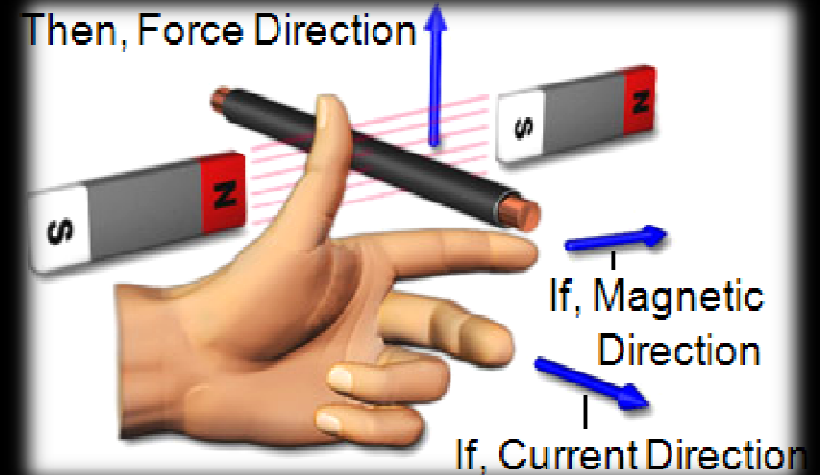 Then, Force Direction
N
S
S
N
If, Magnetic
Direction
If, Current Direction